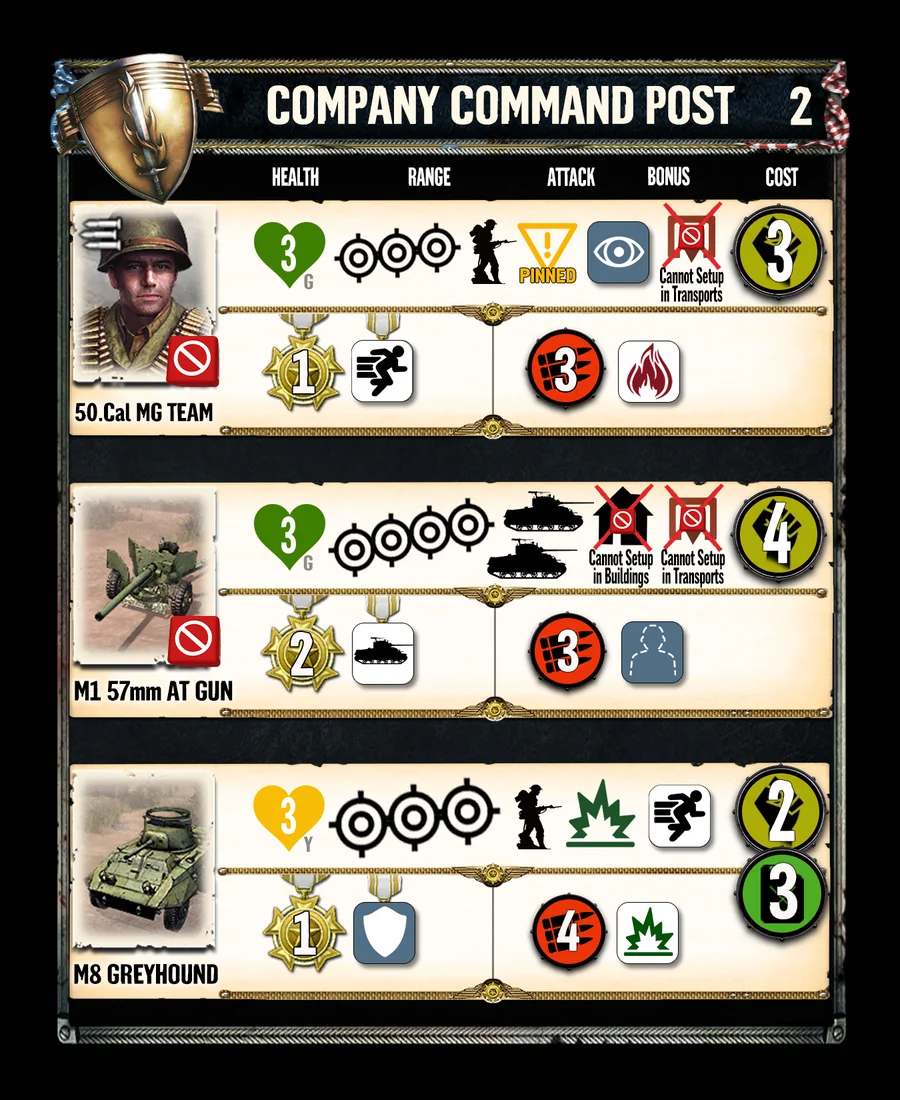 COMPANY COMMAND POST 2
HEALTH RANGE ATTACK BONUS COST
3 G PINNED Cannot Setup in Transports 3
1 3
50.Cal MG TEAM
3 G Cannot Setup in Buildings Cannot Setup in Transports 4
2 3
M1 57mm AT GUN
3 Y 2
3
1 4
M8 GREYHOUND